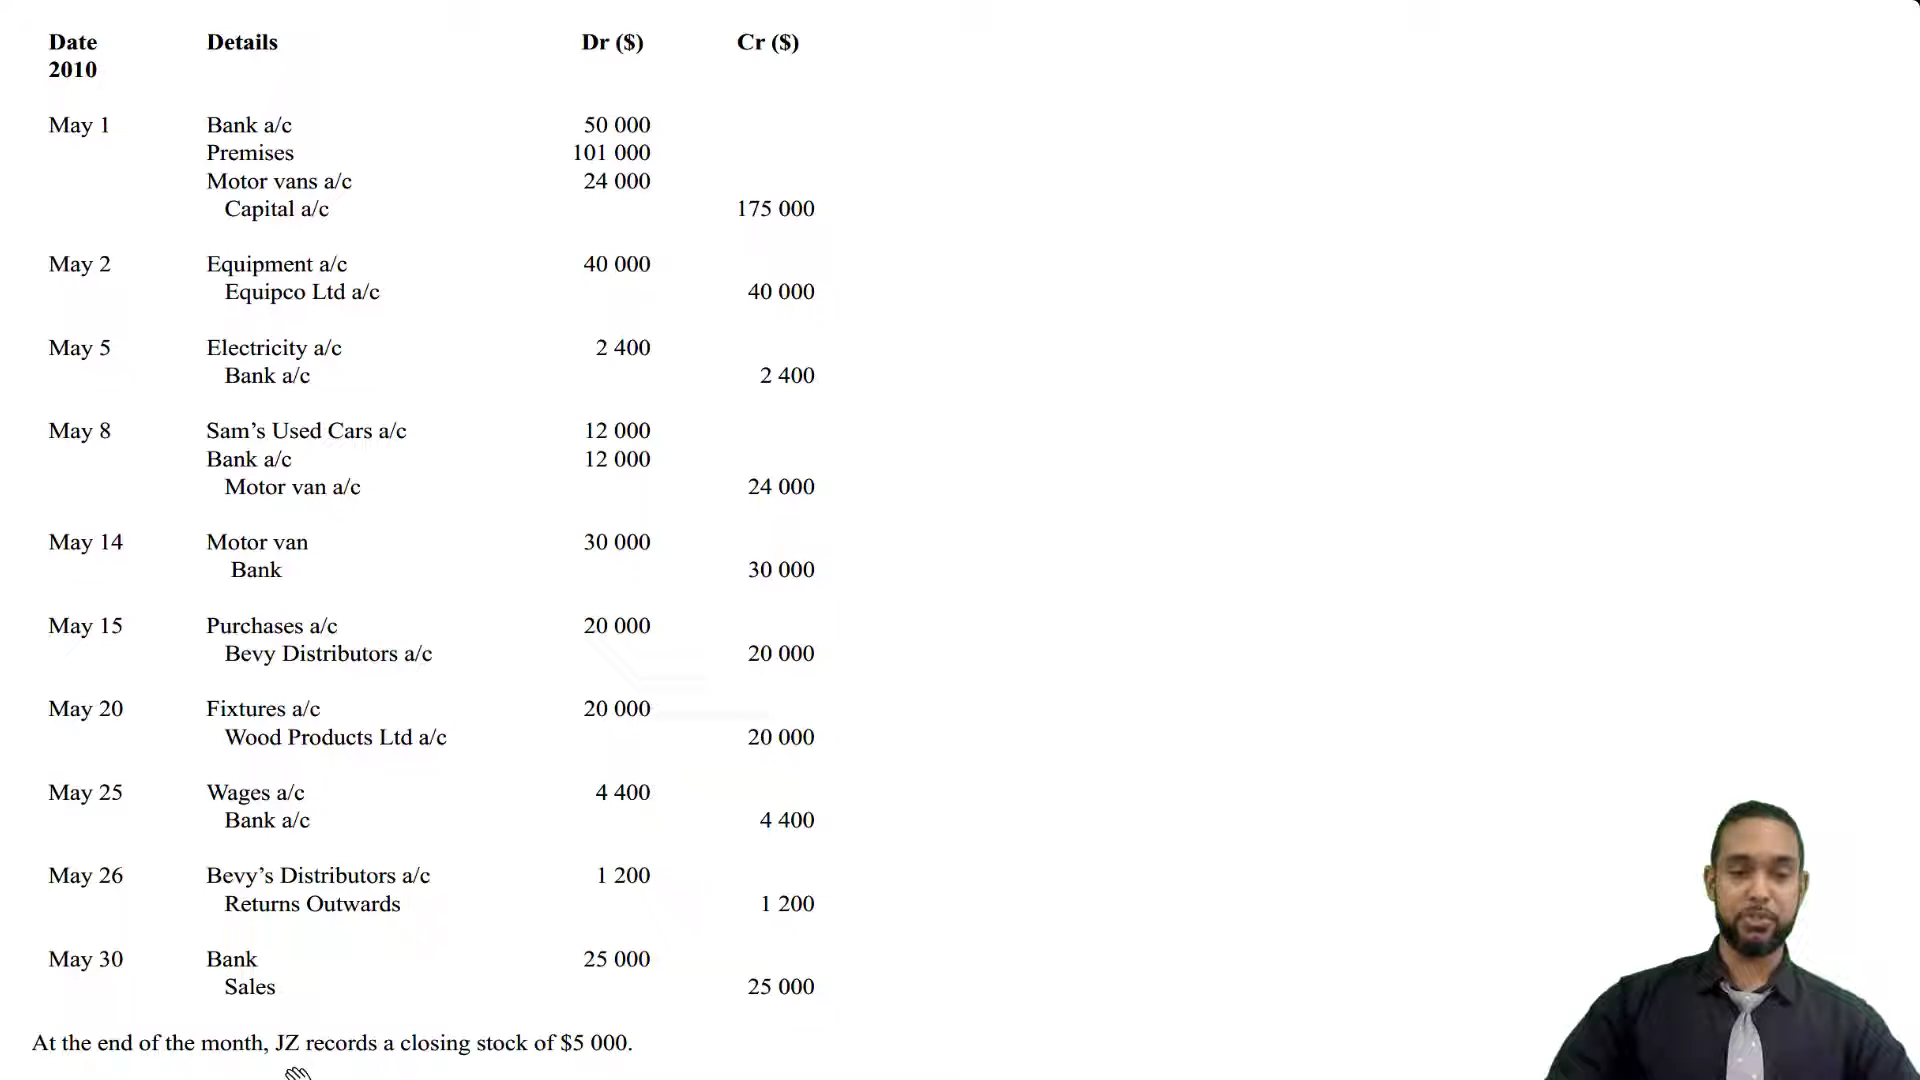 Date Details Dr ($) Cr ($)
2010
May 1 Bank a/c 50 000
Premises 101 000
Motor vans a/c 24 000
Capital a/c 175 000
May 2 Equipment a/c 40 000
Equipco Ltd a/c 40 000
May 5 Electricity a/c 2 400
Bank a/c 2 400
May 8 Sam’s Used Cars a/c 12 000
Bank a/c 12 000
Motor van a/c 24 000
May 14 Motor van 30 000
Bank 30 000
May 15 Purchases a/c 20 000
Bevy Distributors a/c 20 000
May 20 Fixtures a/c 20 000
Wood Products Ltd a/c 20 000
May 25 Wages a/c 4 400
Bank a/c 4 400
May 26 Bevy’s Distributors a/c 1 200
Returns Outwards 1 200
May 30 Bank 25 000
Sales 25 000
At the end of the month, JZ records a closing stock of $5 000.